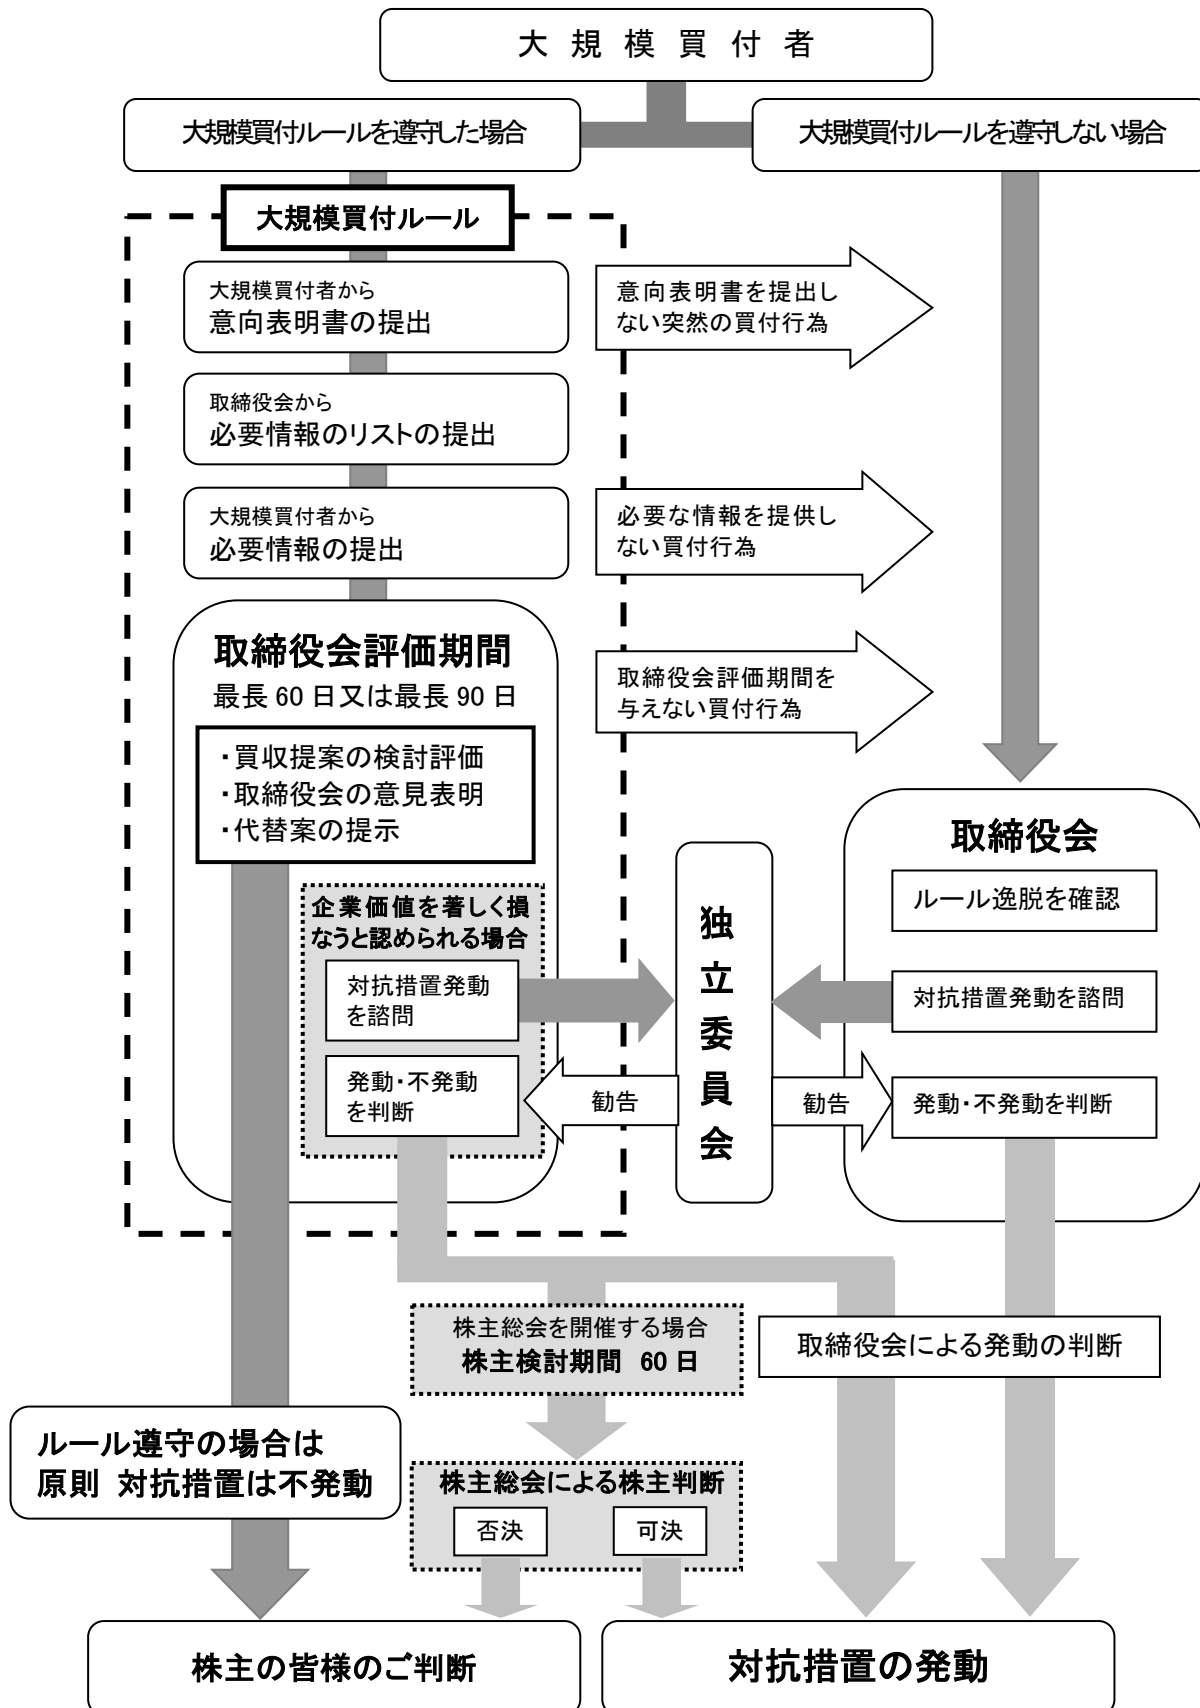 大規模買付者
大規模買付ルールを遵守した場合
大規模買付ルールを遵守しない場合
大規模買付ルール
大規模買付者から
意向表明書の提出
意向表明書を提出し
ない突然の買付行為
取締役会から
必要情報のリストの提出
大規模買付者から
必要情報の提出
必要な情報を提供し
ない買付行為
取締役会評価期間
最長 60 日又は最長 90 日
取締役会評価期間を
与えない買付行為
・買収提案の検討評価
・取締役会の意見表明
・代替案の提示
企業価値を著しく損
なうと認められる場合
対抗措置発動
を諮問
発動・不発動
を判断
勧告
独立委員会
勧告
取締役会
ルール逸脱を確認
対抗措置発動を諮問
発動・不発動を判断
株主総会を開催する場合
株主検討期間 60 日
取締役会による発動の判断
ルール遵守の場合は
原則 対抗措置は不発動
株主総会による株主判断
否決
可決
株主の皆様のご判断
対抗措置の発動